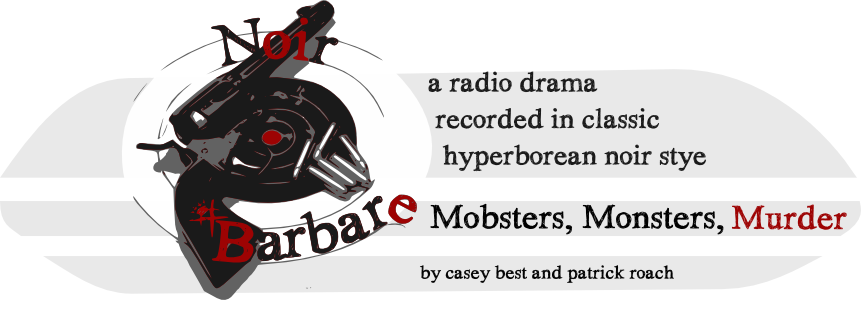 Noir
#Barbare
a radio drama
recorded in classic
hyperborean noir stye
Mobsters, Monsters, Murder
by casey best and patrick roach